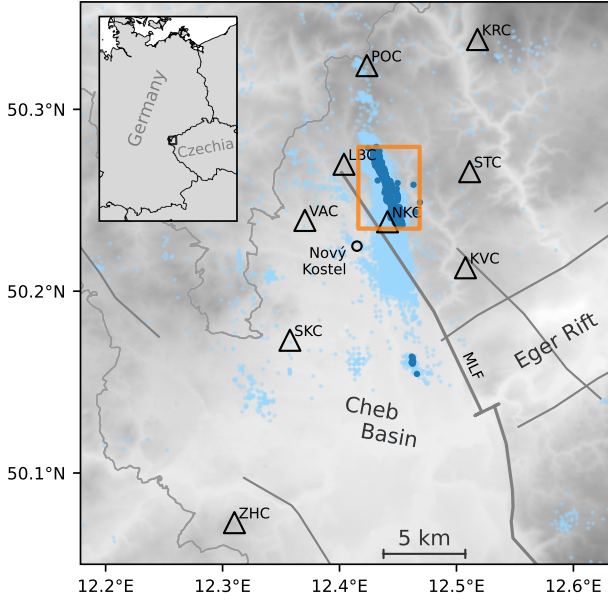 KRC
POC
50.3°N
Germany
Czechia
LBC
STC
VAC
NKC
Nový
Kostel
KVC
50.2°N
SKC
MLF
Eger Rift
Cheb
Basin
50.1°N
ZHC
5 km
12.2°E 12.3°E 12.4°E 12.5°E 12.6°E